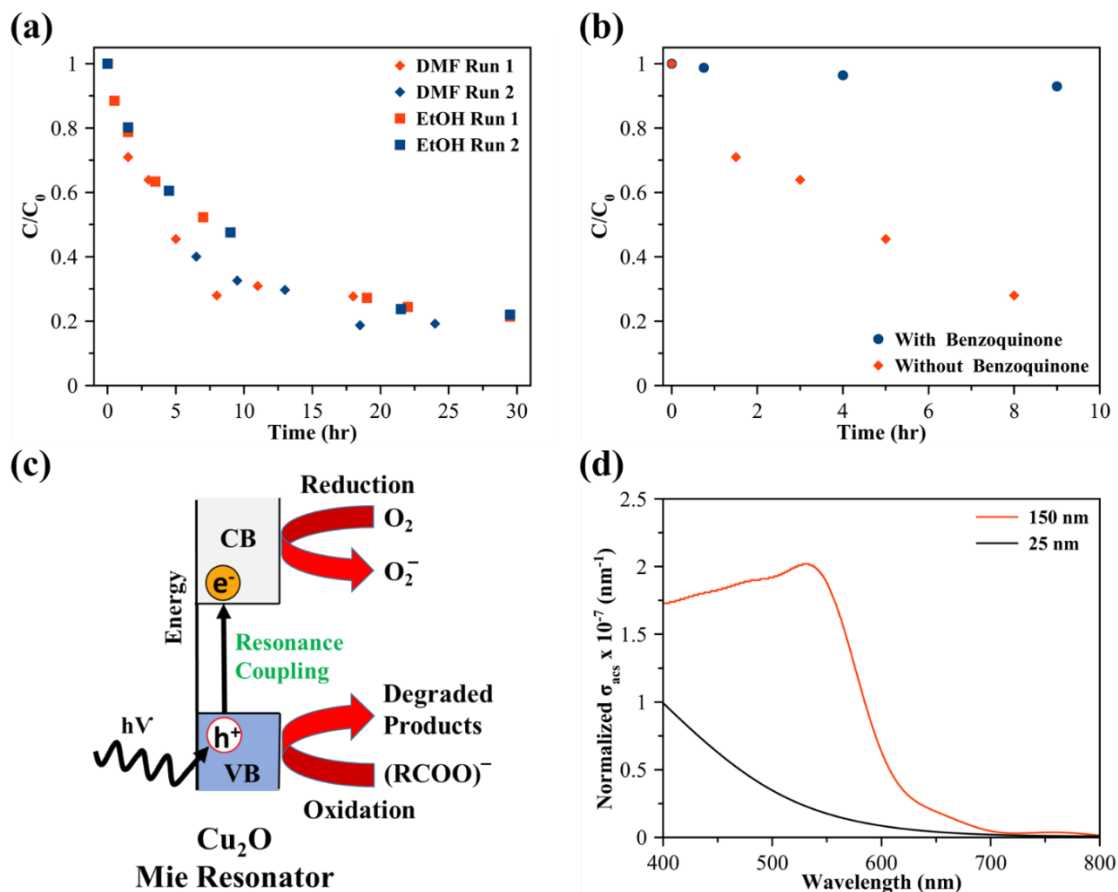 (a)
1
0.8
0.6
0.4
0.2
0
C/C₀
0 5 10 15 20 25 30
Time (hr)
DMF Run 1
DMF Run 2
EtOH Run 1
EtOH Run 2
(b)
1
0.8
0.6
0.4
0.2
0
C/C₀
0 2 4 6 8 10
Time (hr)
With Benzoquinone
Without Benzoquinone
(c)
Energy
CB
e⁻
Reduction
O₂
O₂⁻
Resonance
Coupling
hν
h⁺
VB
Degraded
Products
(RCOO)⁻
Oxidation
Cu₂O
Mie Resonator
(d)
2.5
2
1.5
1
0.5
0
Normalized σacs x 10⁻⁷ (nm⁻¹)
400 500 600 700 800
Wavelength (nm)
150 nm
25 nm